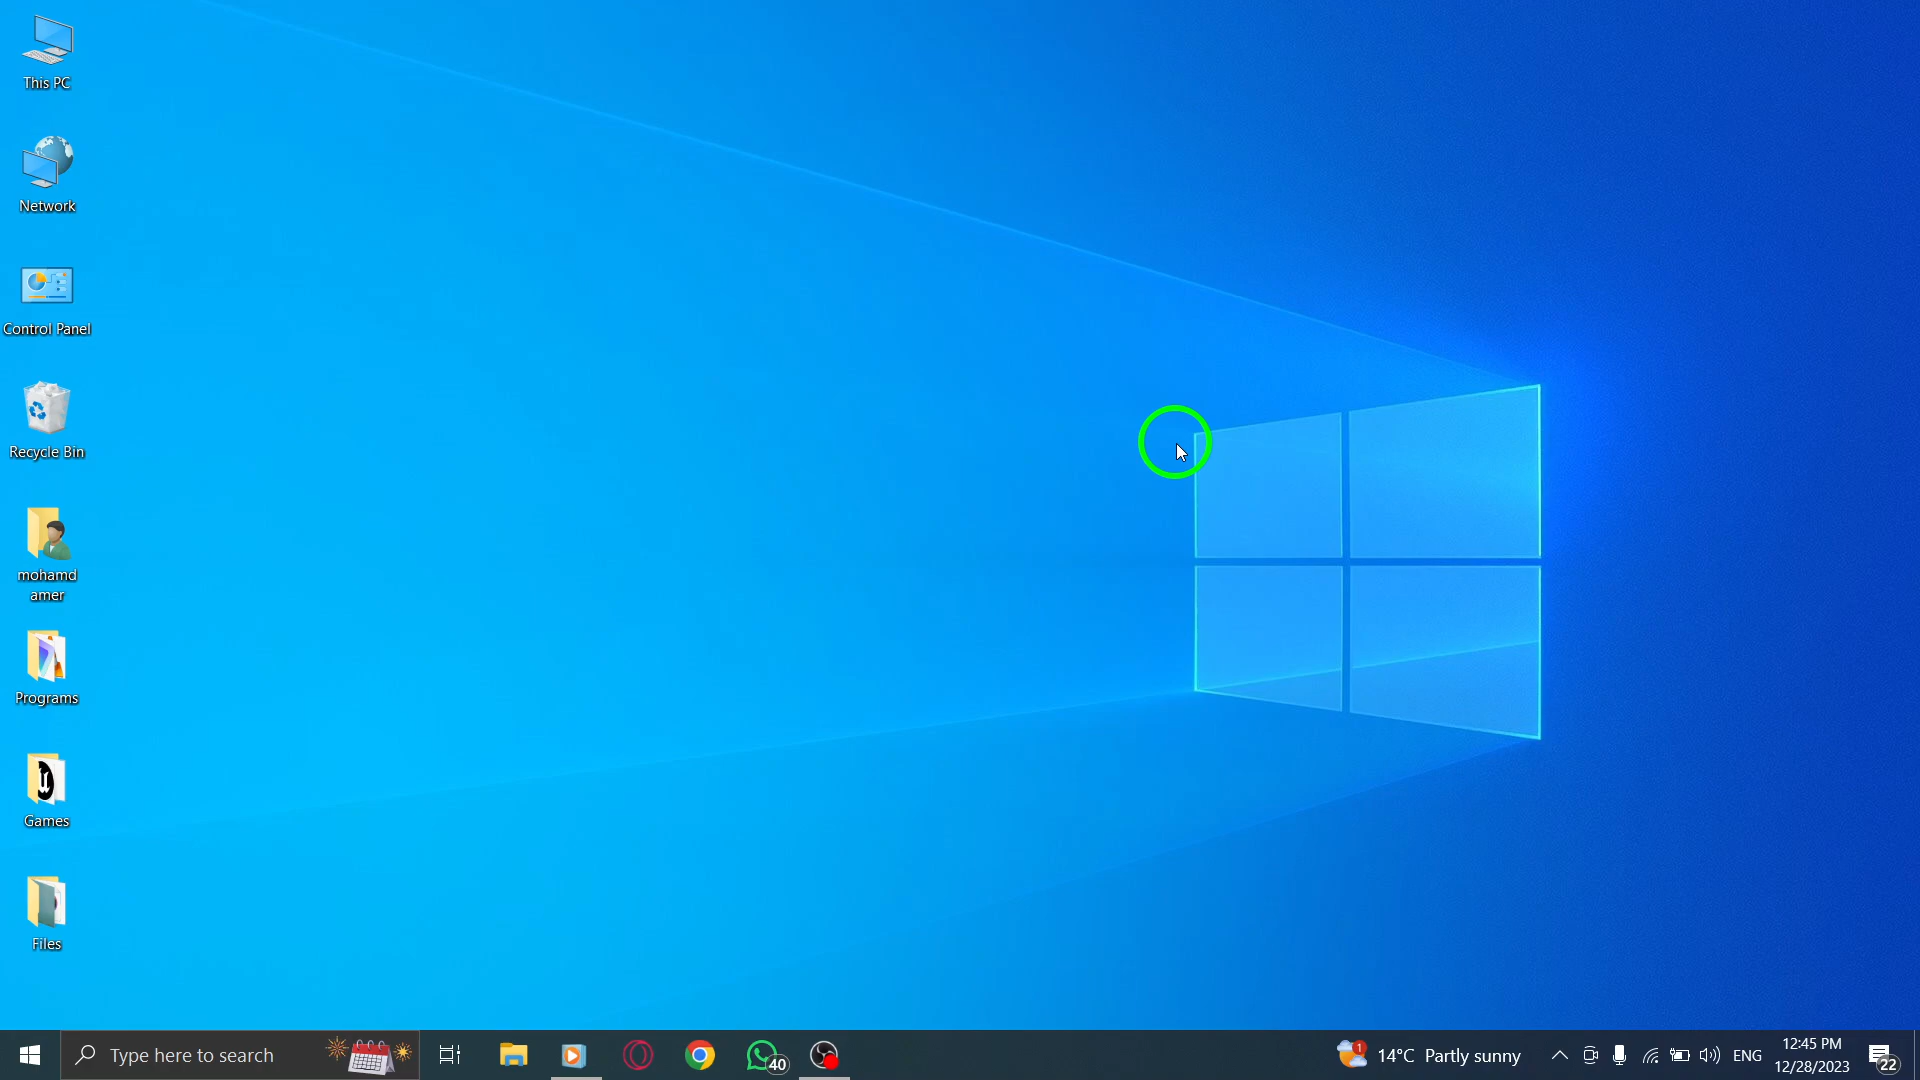 This PC
Network
Control Panel
Recycle Bin
mohamd
amer
Programs
Games
Files
Type here to search
40
1
14°C Partly sunny
ENG
12:45 PM
12/28/2023
22